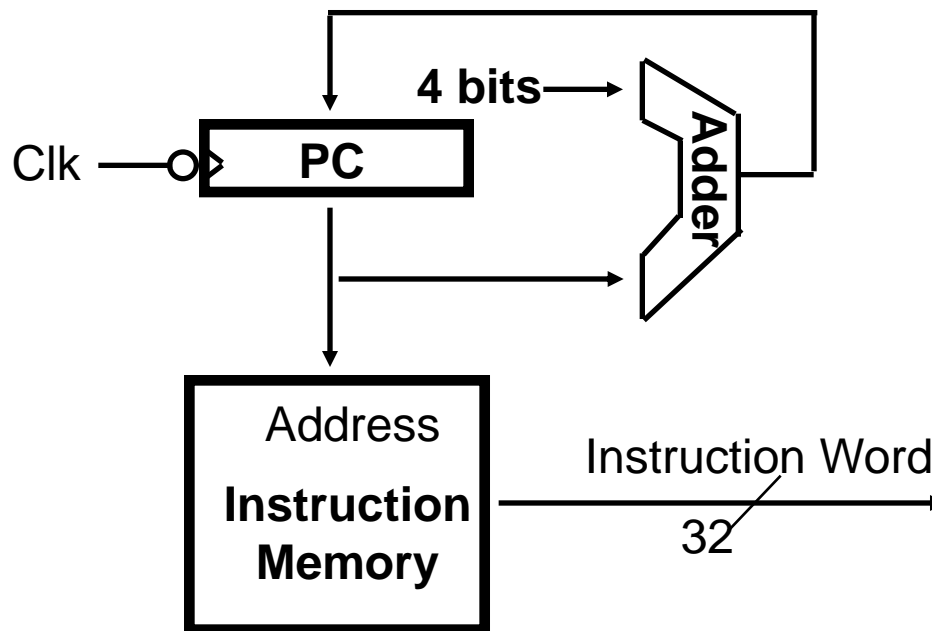 4 bits
Clk
PC
Adder
Address
Instruction
Memory
Instruction Word
32